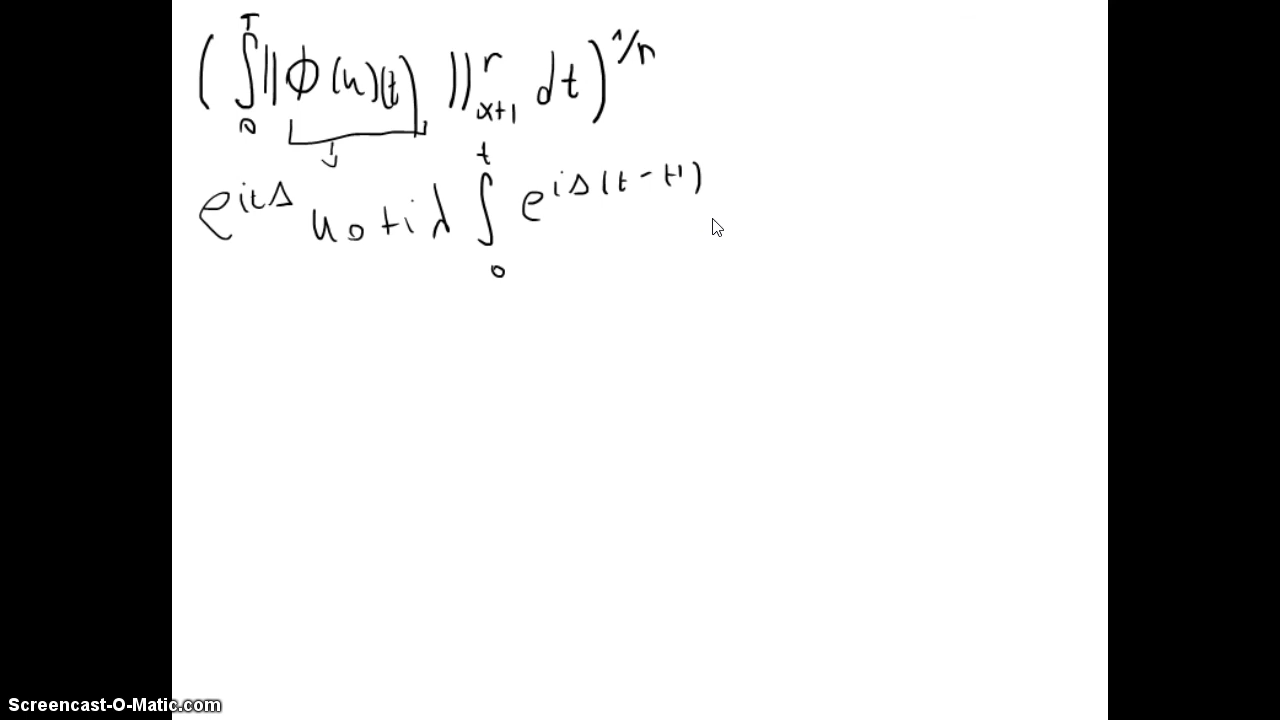 ( ∫₀ᵀ ||Φ(u)(t)||ʳ_{α+1} dt )^{1/r}
e^{itΔ} u₀ + iλ ∫₀ᵗ e^{iΔ(t-t')}
Screencast-O-Matic.com